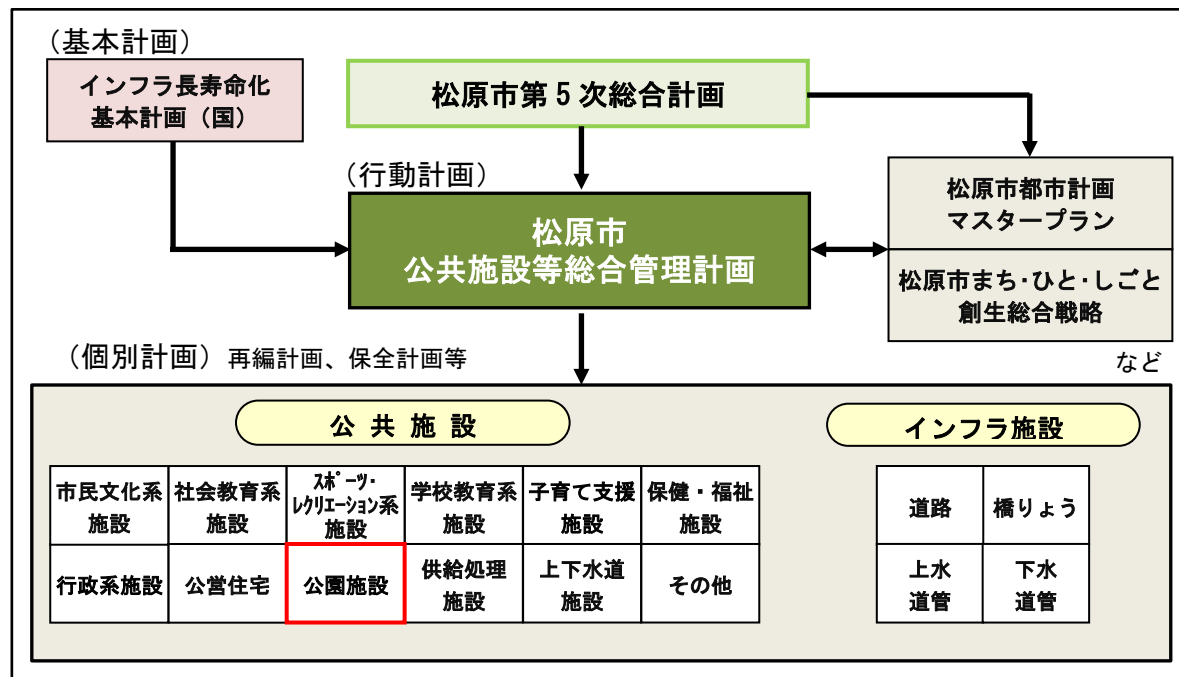 （基本計画）
インフラ長寿命化
基本計画（国）
松原市第５次総合計画
（行動計画）
松原市
公共施設等総合管理計画
松原市都市計画
マスタープラン
松原市まち・ひと・しごと
創生総合戦略
など
（個別計画）再編計画、保全計画等
公 共 施 設
市民文化系
施設
社会教育系
施設
ｽﾎﾟｰﾂ・
ﾚｸﾘｴｰｼｮﾝ系
施設
学校教育系
施設
子育て支援
施設
保健・福祉
施設
行政系施設
公営住宅
公園施設
供給処理
施設
上下水道
施設
その他
インフラ施設
道路
橋りょう
上水
道管
下水
道管